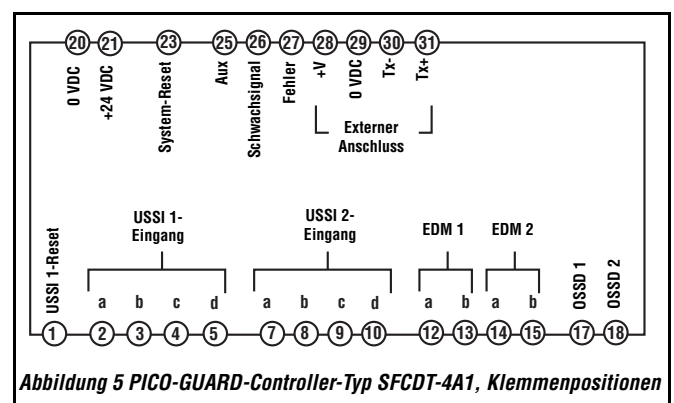 20 21 23 25 26 27 28 29 30 31
0 VDC
+24 VDC
System-Reset
Aux
Schwachsignal
Fehler
+V
0 VDC
Tx-
Tx+
Externer
Anschluss
USSI 1-Reset
USSI 1-
Eingang
USSI 2-
Eingang
EDM 1
EDM 2
OSSD 1
OSSD 2
a b c d a b c d a b a b
1 2 3 4 5 7 8 9 10 12 13 14 15 17 18
Abbildung 5 PICO-GUARD-Controller-Typ SFCDT-4A1, Klemmenpositionen